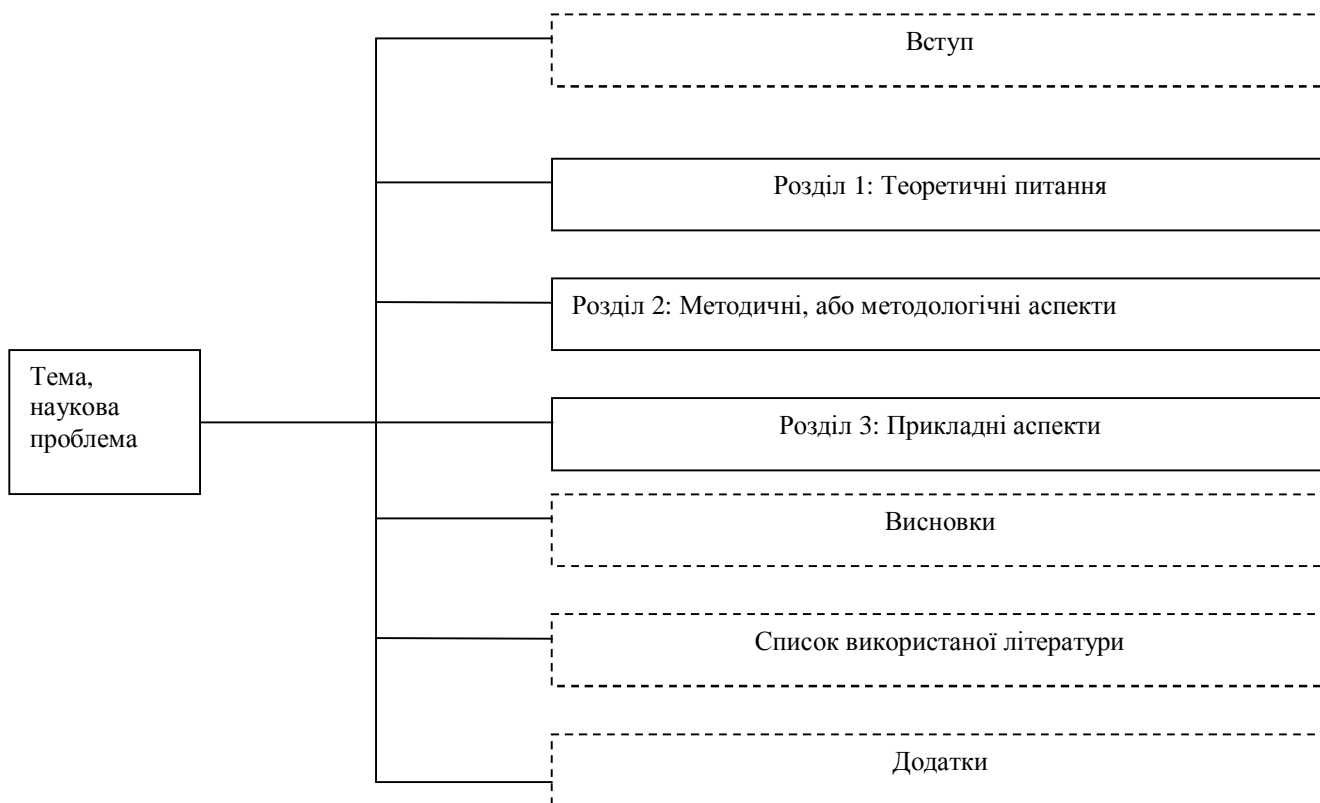 Вступ
Розділ 1: Теоретичні питання
Розділ 2: Методичні, або методологічні аспекти
Тема,
наукова
проблема
Розділ 3: Прикладні аспекти
Висновки
Список використаної літератури
Додатки